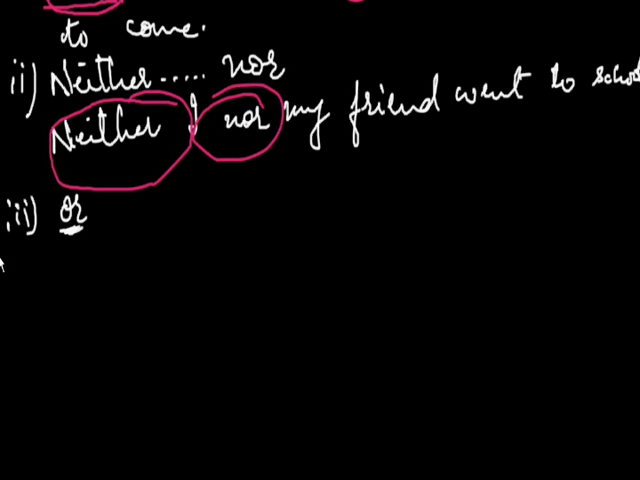 to come.
ii) Neither ..... nor
Neither I nor my friend went to school
iii) or